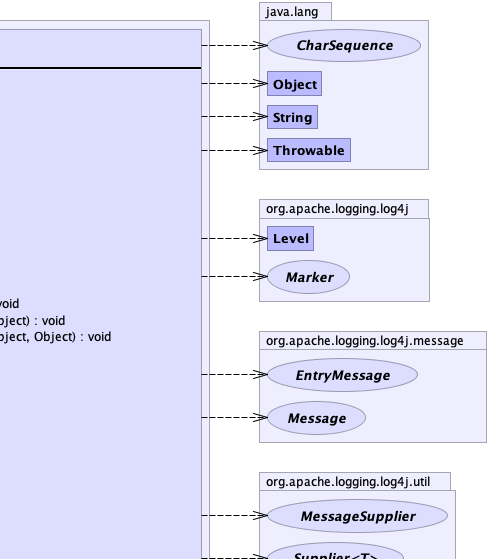 java.lang
CharSequence
Object
String
Throwable
org.apache.logging.log4j
Level
Marker
void
bject) : void
bject, Object) : void
org.apache.logging.log4j.message
EntryMessage
Message
org.apache.logging.log4j.util
MessageSupplier
Supplier<T>